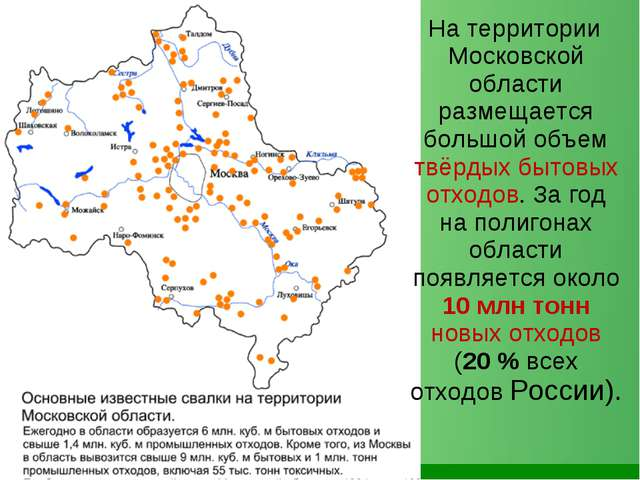 Талдом
Дубна
Сестра
Дмитров
Сергиев-Посад
Лотошино
Шаховская
Волоколамск
Истра
Ногинск
Клязьма
Москва
Орехово-Зуево
Шатура
Можайск
Наро-Фоминск
Москва
Егорьевск
Ока
Серпухов
Луховицы
Основные известные свалки на территории
Московской области.
Ежегодно в области образуется 6 млн. куб. м бытовых отходов и
свыше 1,4 млн. куб. м промышленных отходов. Кроме того, из Москвы
в область вывозится свыше 9 млн. куб. м бытовых и 1 млн. тонн
промышленных отходов, включая 55 тыс. тонн токсичных.
На территории
Московской
области
размещается
большой объем
твёрдых бытовых
отходов. За год
на полигонах
области
появляется около
10 млн тонн
новых отходов
(20 % всех
отходов России).